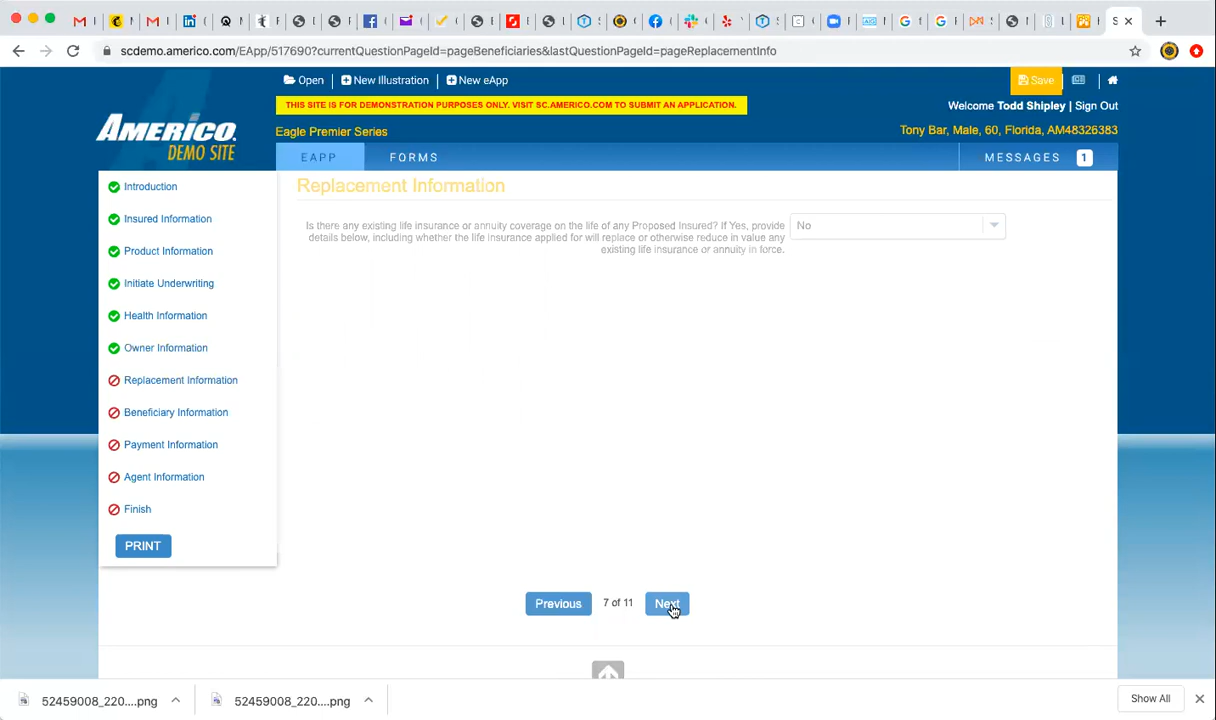 scdemo.americo.com/EApp/517690?currentQuestionPageId=pageBeneficiaries&lastQuestionPageId=pageReplacementInfo
Open
New Illustration
New eApp
Save
THIS SITE IS FOR DEMONSTRATION PURPOSES ONLY. VISIT SC.AMERICO.COM TO SUBMIT AN APPLICATION.
Welcome Todd Shipley | Sign Out
AMERICO
DEMO SITE
Eagle Premier Series
Tony Bar, Male, 60, Florida, AM48326383
EAPP
FORMS
MESSAGES 1
Introduction
Insured Information
Product Information
Initiate Underwriting
Health Information
Owner Information
Replacement Information
Beneficiary Information
Payment Information
Agent Information
Finish
PRINT
Replacement Information
Is there any existing life insurance or annuity coverage on the life of any Proposed Insured? If Yes, provide
details below, including whether the life insurance applied for will replace or otherwise reduce in value any
existing life insurance or annuity in force.
No
Previous
7 of 11
Next
52459008_220....png
52459008_220....png
Show All